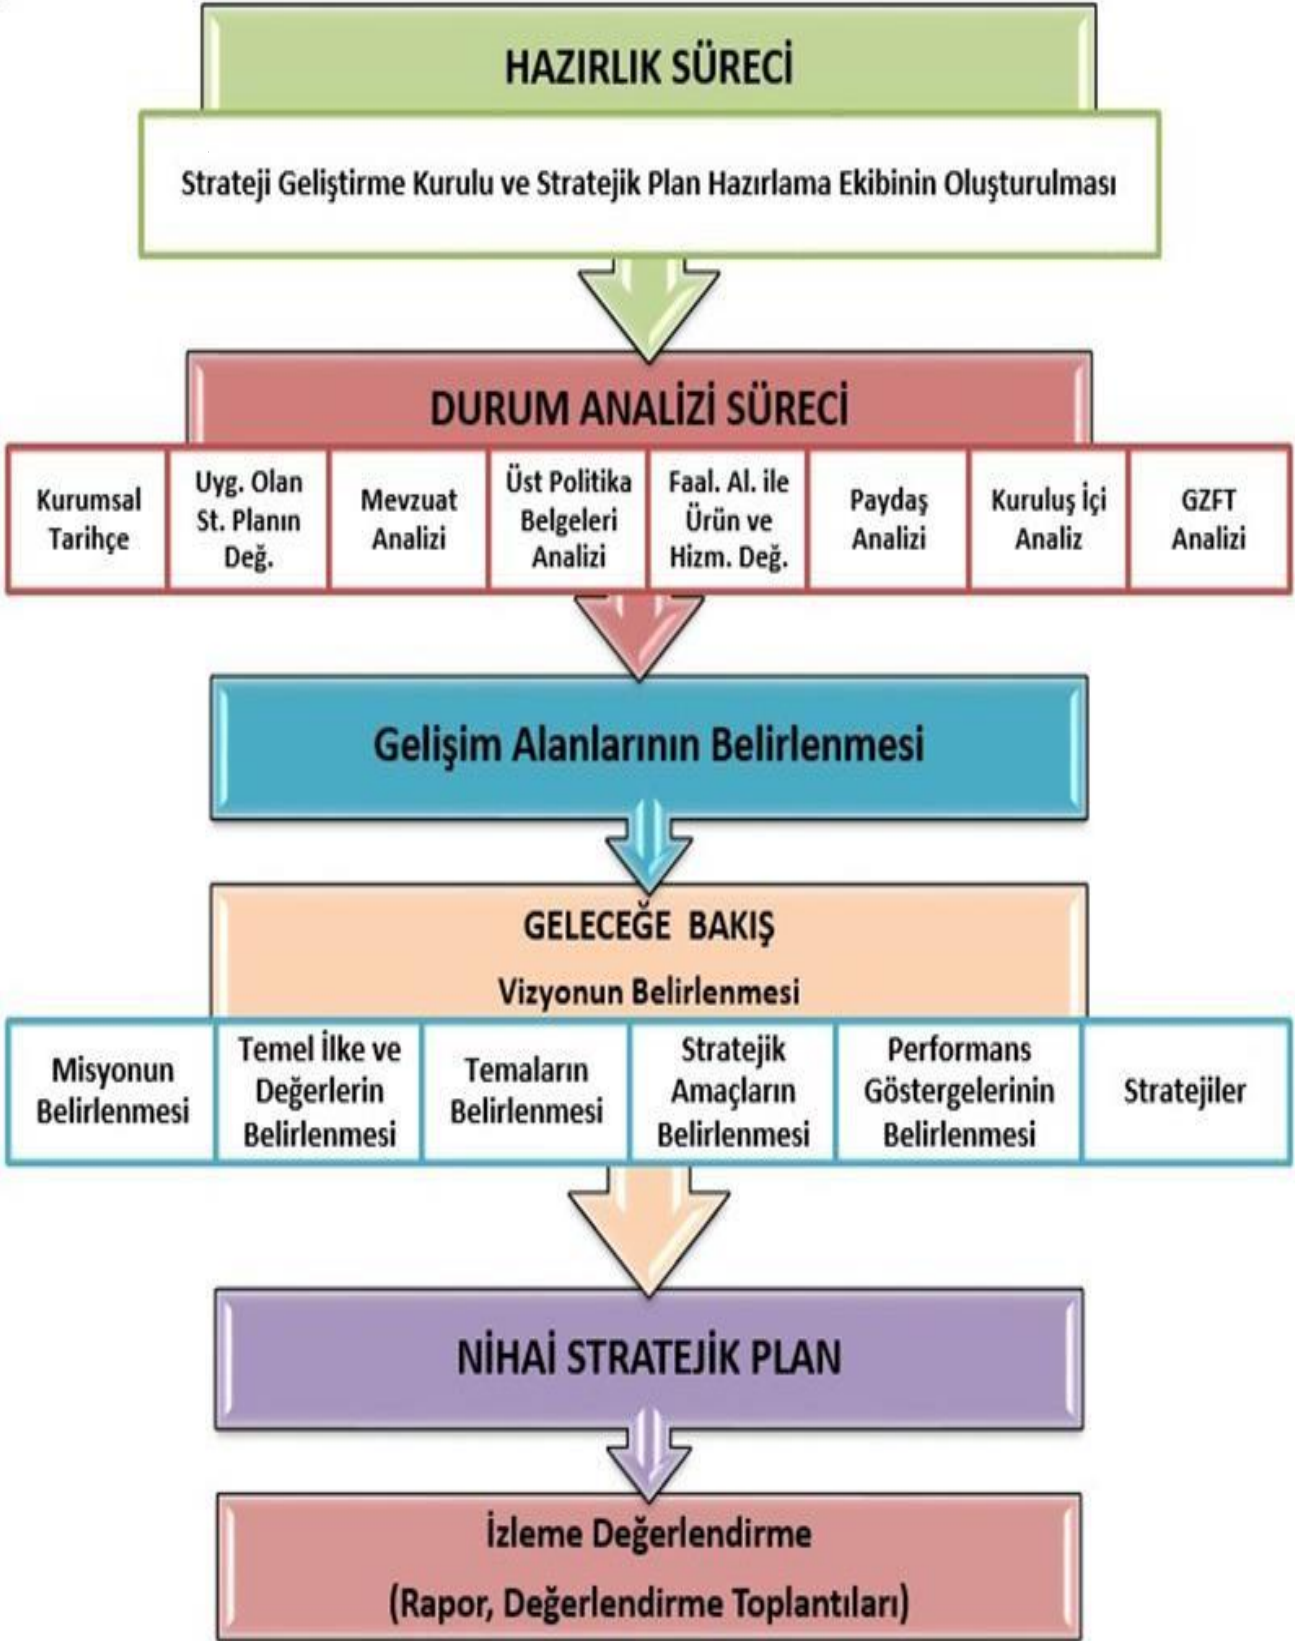 HAZIRLIK SÜRECİ
Strateji Geliştirme Kurulu ve Stratejik Plan Hazırlama Ekibinin Oluşturulması
DURUM ANALİZİ SÜRECİ
Kurumsal
Tarihçe
Uyg. Olan
St. Planın
Değ.
Mevzuat
Analizi
Üst Politika
Belgeleri
Analizi
Faal. Al. ile
Ürün ve
Hizm. Değ.
Paydaş
Analizi
Kuruluş İçi
Analiz
GZFT
Analizi
Gelişim Alanlarının Belirlenmesi
GELECEĞE BAKIŞ
Vizyonun Belirlenmesi
Misyonun
Belirlenmesi
Temel İlke ve
Değerlerin
Belirlenmesi
Temaların
Belirlenmesi
Stratejik
Amaçların
Belirlenmesi
Performans
Göstergelerinin
Belirlenmesi
Stratejiler
NİHAİ STRATEJİK PLAN
İzleme Değerlendirme
(Rapor, Değerlendirme Toplantıları)